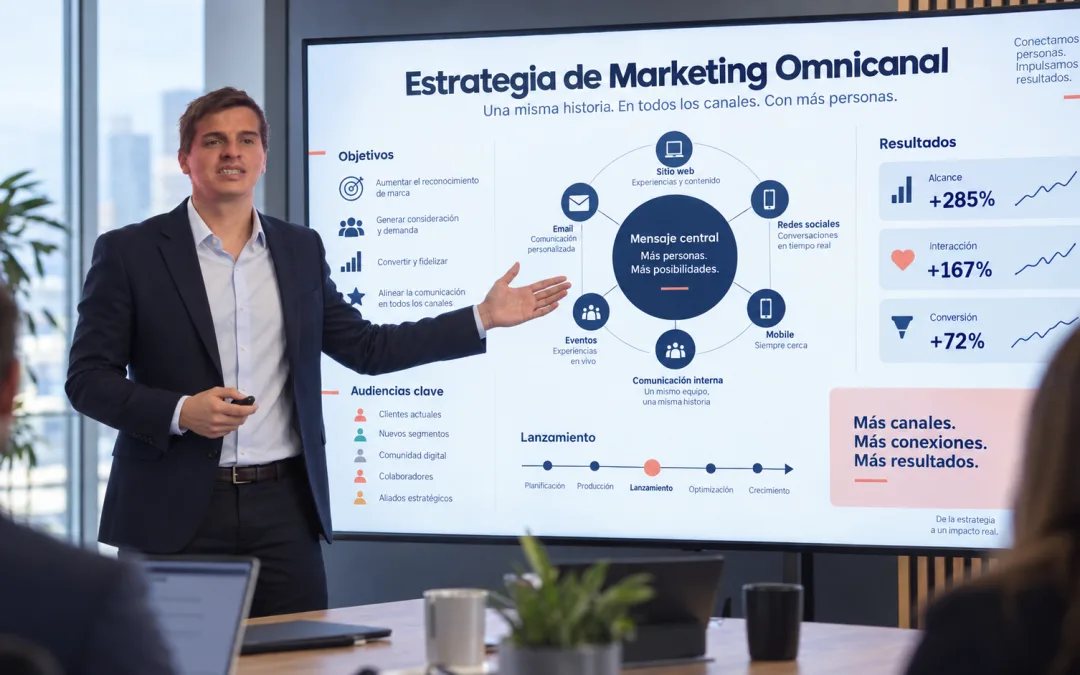 Estrategia de Marketing Omnicanal
Una misma historia. En todos los canales. Con más personas.
Conectamos
personas.
Impulsamos
resultados.
Objetivos
Aumentar el reconocimiento
de marca
Generar consideración
y demanda
Convertir y fidelizar
Alinear la comunicación
en todos los canales
Audiencias clave
Clientes actuales
Nuevos segmentos
Comunidad digital
Colaboradores
Aliados estratégicos
Sitio web
Experiencias y contenido
Email
Comunicación
personalizada
Redes sociales
Conversaciones
en tiempo real
Mensaje central
Más personas.
Más posibilidades.
Eventos
Experiencias
en vivo
Mobile
Siempre cerca
Comunicación interna
Un mismo equipo,
una misma historia
Lanzamiento
Planificación
Producción
Lanzamiento
Optimización
Crecimiento
Resultados
Alcance
+285%
Interacción
+167%
Conversión
+72%
Más canales.
Más conexiones.
Más resultados.
De la estrategia
a un impacto real.